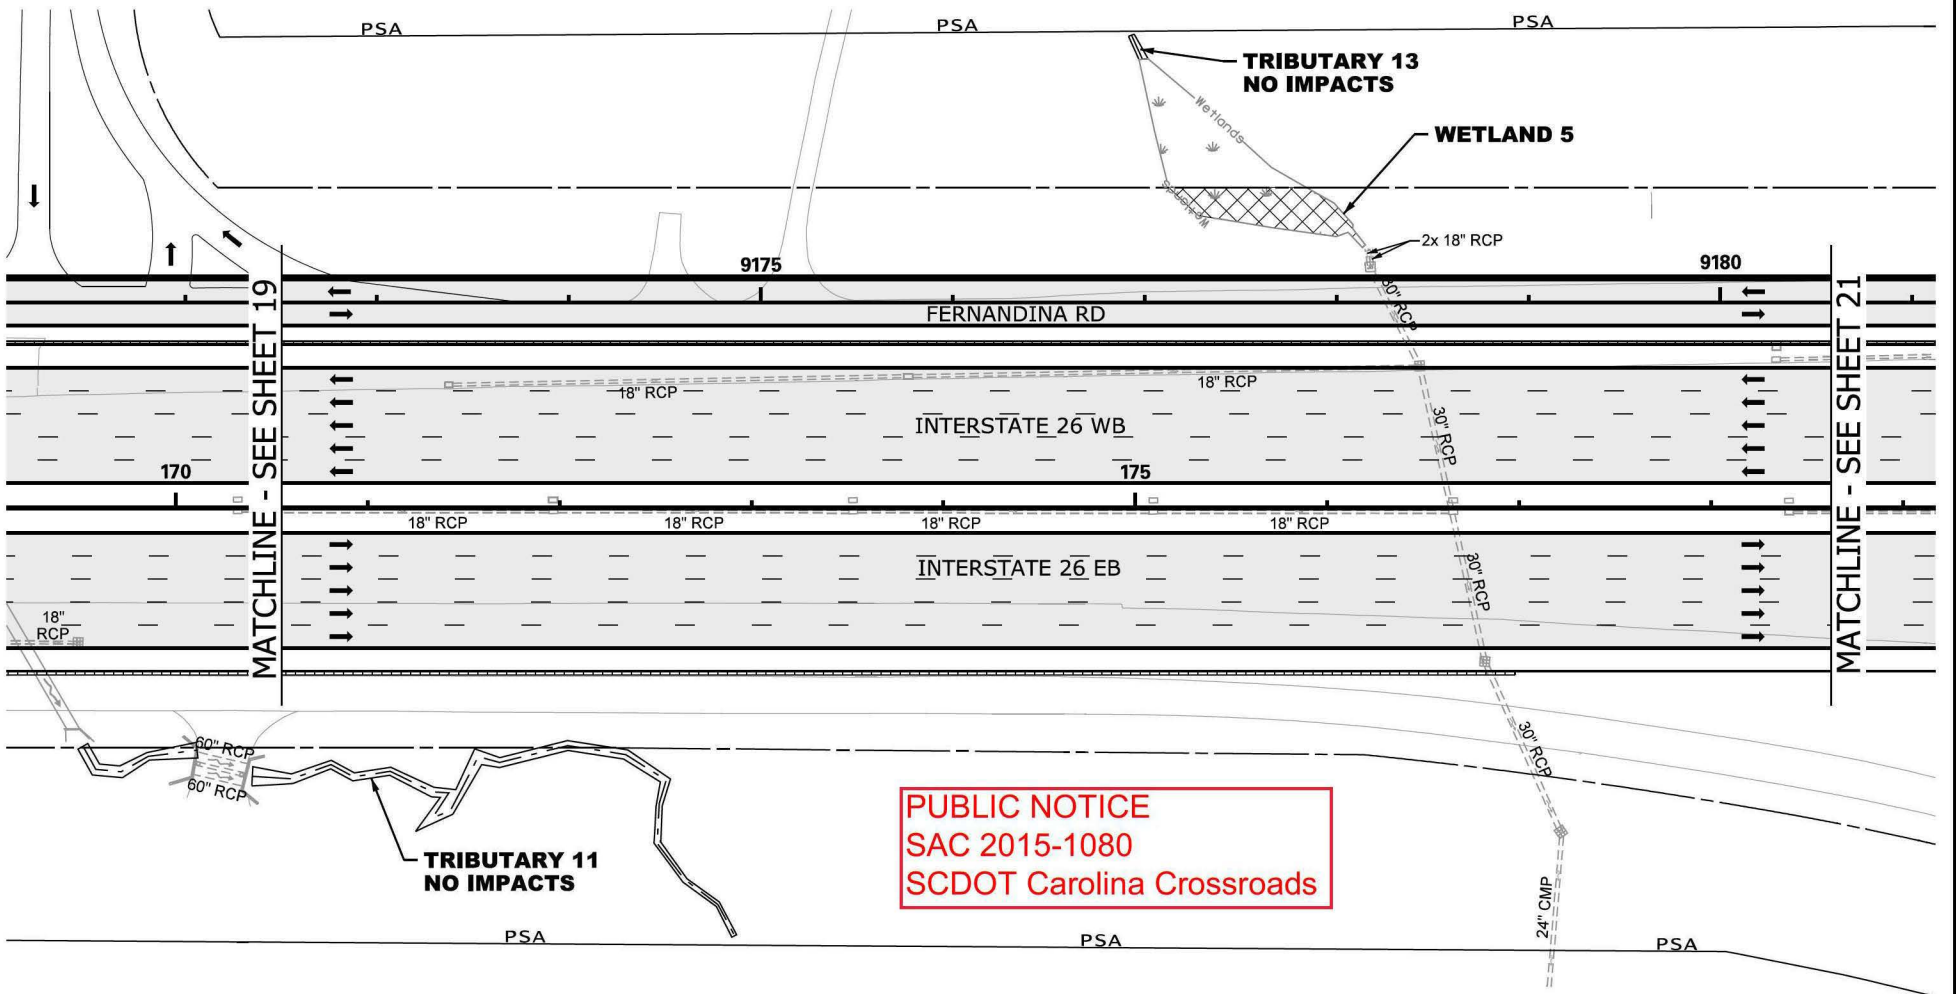 PSA
PSA
PSA
TRIBUTARY 13
NO IMPACTS
Wetlands
WETLAND 5
Wetlands
2x 18" RCP
9175
9180
30" RCP
FERNANDINA RD
MATCHLINE - SEE SHEET 19
MATCHLINE - SEE SHEET 21
18" RCP
18" RCP
INTERSTATE 26 WB
30" RCP
170
175
18" RCP
18" RCP
18" RCP
18" RCP
INTERSTATE 26 EB
30" RCP
18"
RCP
60" RCP
60" RCP
30" RCP
PUBLIC NOTICE
SAC 2015-1080
SCDOT Carolina Crossroads
TRIBUTARY 11
NO IMPACTS
24" CMP
PSA
PSA
PSA